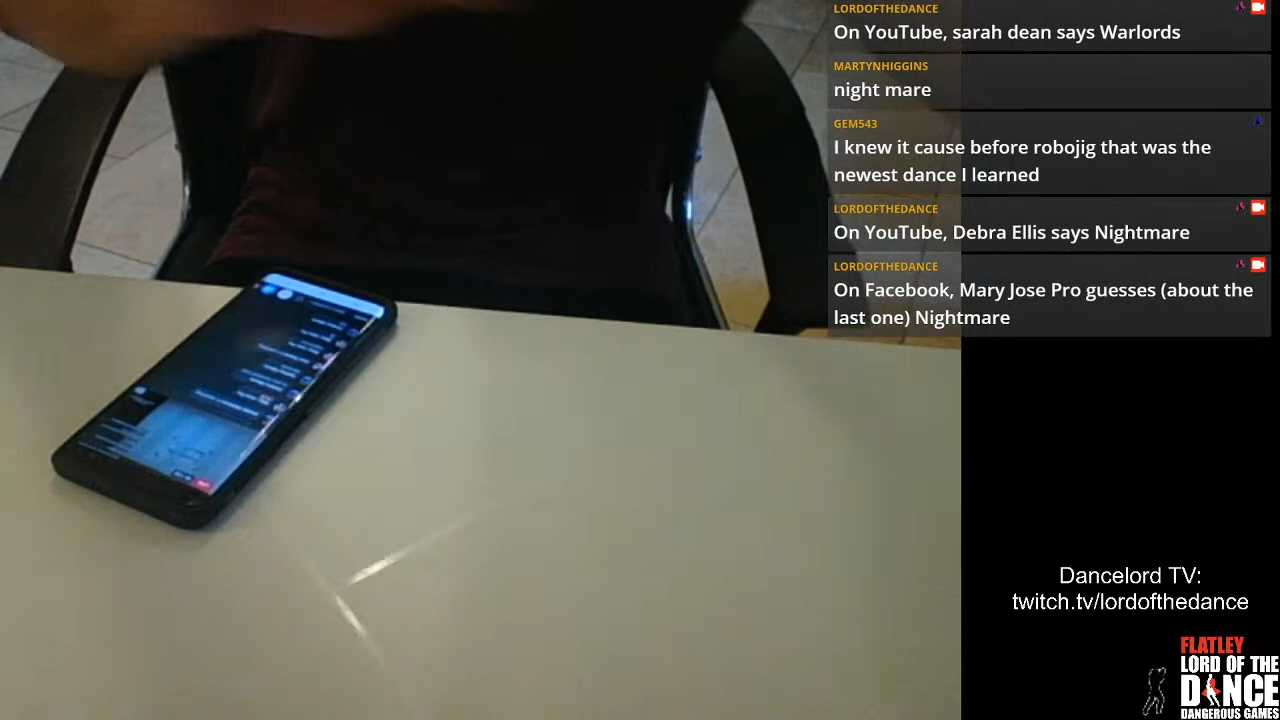 LORDOFTHEDANCE
On YouTube, sarah dean says Warlords
MARTYNHIGGINS
night mare
GEM543
I knew it cause before robojig that was the
newest dance I learned
LORDOFTHEDANCE
On YouTube, Debra Ellis says Nightmare
LORDOFTHEDANCE
On Facebook, Mary Jose Pro guesses (about the
last one) Nightmare
Dancelord TV:
twitch.tv/lordofthedance
FLATLEY
LORD OF THE
DANCE
DANGEROUS GAMES